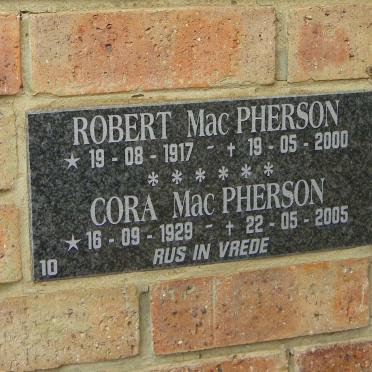 ROBERT Mac PHERSON
★ 19 - 08 - 1917 - † 19 - 05 - 2000
* * * * * *
CORA Mac PHERSON
★ 16 - 09 - 1929 - † 22 - 05 - 2005
RUS IN VREDE
10